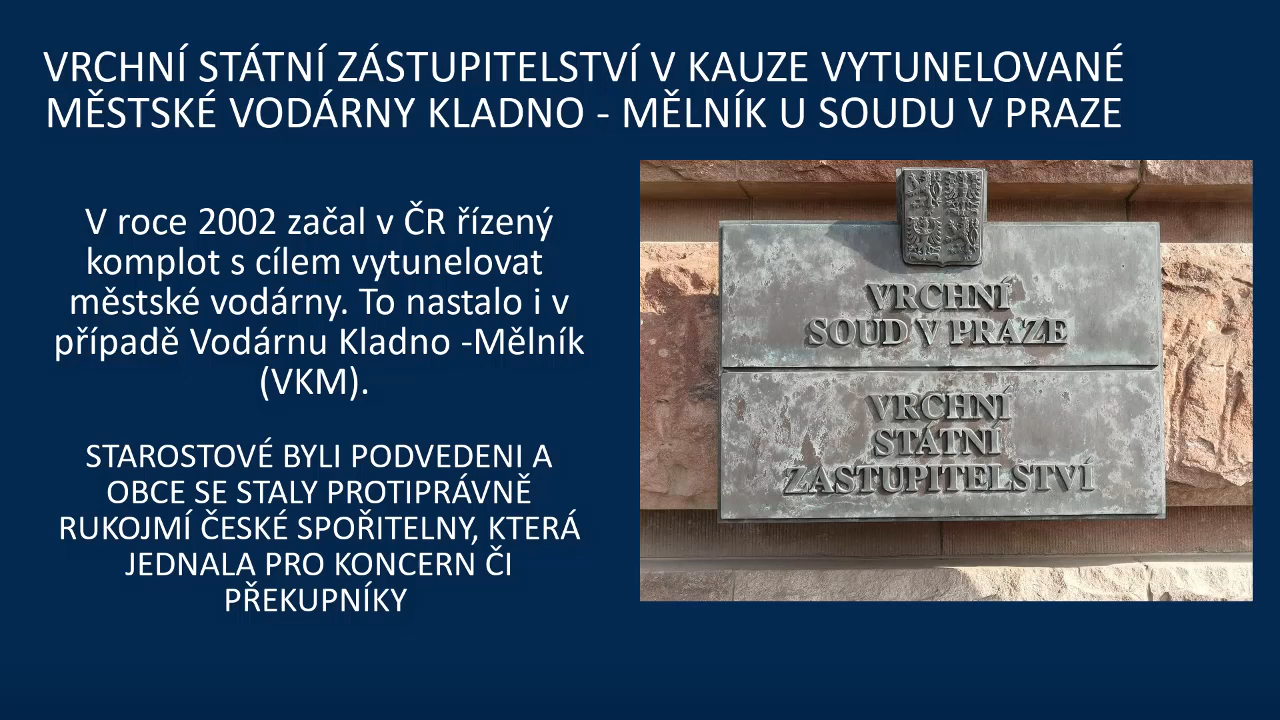 VRCHNÍ STÁTNÍ ZÁSTUPITELSTVÍ V KAUZE VYTUNELOVANÉ
MĚSTSKÉ VODÁRNY KLADNO - MĚLNÍK U SOUDU V PRAZE
V roce 2002 začal v ČR řízený
komplot s cílem vytunelovat
městské vodárny. To nastalo i v
případě Vodárnu Kladno -Mělník
(VKM).
STAROSTOVÉ BYLI PODVEDENI A
OBCE SE STALY PROTIPRÁVNĚ
RUKOJMÍ ČESKÉ SPOŘITELNY, KTERÁ
JEDNALA PRO KONCERN ČI
PŘEKUPNÍKY
VRCHNÍ
SOUD V PRAZE
VRCHNÍ
STÁTNÍ
ZASTUPITELSTVÍ